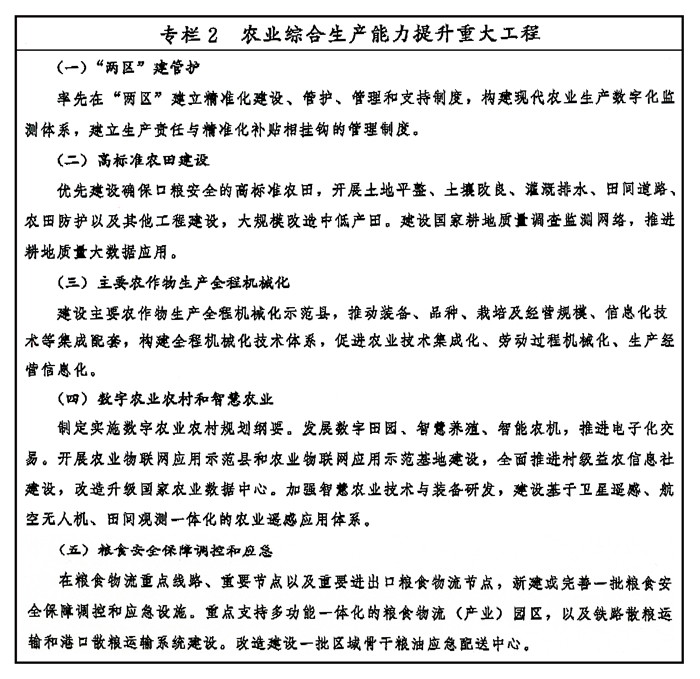 专栏 2　农业综合生产能力提升重大工程
（一）“两区”建管护
率先在“两区”建立精准化建设、管护、管理和支持制度，构建现代农业生产数字化监
测体系，建立生产责任与精准化补贴相挂钩的管理制度。
（二）高标准农田建设
优先建设确保口粮安全的高标准农田，开展土地平整、土壤改良、灌溉排水、田间道路、
农田防护以及其他工程建设，大规模改造中低产田。建设国家耕地质量调查监测网络，推进
耕地质量大数据应用。
（三）主要农作物生产全程机械化
建设主要农作物生产全程机械化示范县，推动装备、品种、栽培及经营规模、信息化技
术等集成配套，构建全程机械化技术体系，促进农业技术集成化、劳动过程机械化、生产经
营信息化。
（四）数字农业农村和智慧农业
制定实施数字农业农村规划纲要。发展数字田园、智慧养殖、智能农机，推进电子化交
易。开展农业物联网应用示范县和农业物联网应用示范基地建设，全面推进村级益农信息社
建设，改造升级国家农业数据中心。加强智慧农业技术与装备研发，建设基于卫星遥感、航
空无人机、田间观测一体化的农业遥感应用体系。
（五）粮食安全保障调控和应急
在粮食物流重点线路、重要节点以及重要进出口粮食物流节点，新建或完善一批粮食安
全保障调控和应急设施。重点支持多功能一体化的粮食物流（产业）园区，以及铁路散粮运
输和港口散粮运输系统建设。改造建设一批区域骨干粮油应急配送中心。